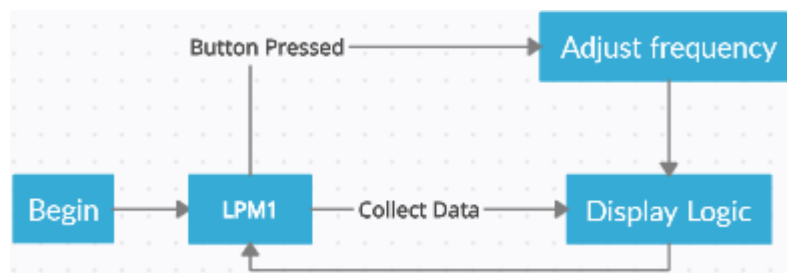 Button Pressed
Adjust frequency
Begin
LPM1
Collect Data
Display Logic